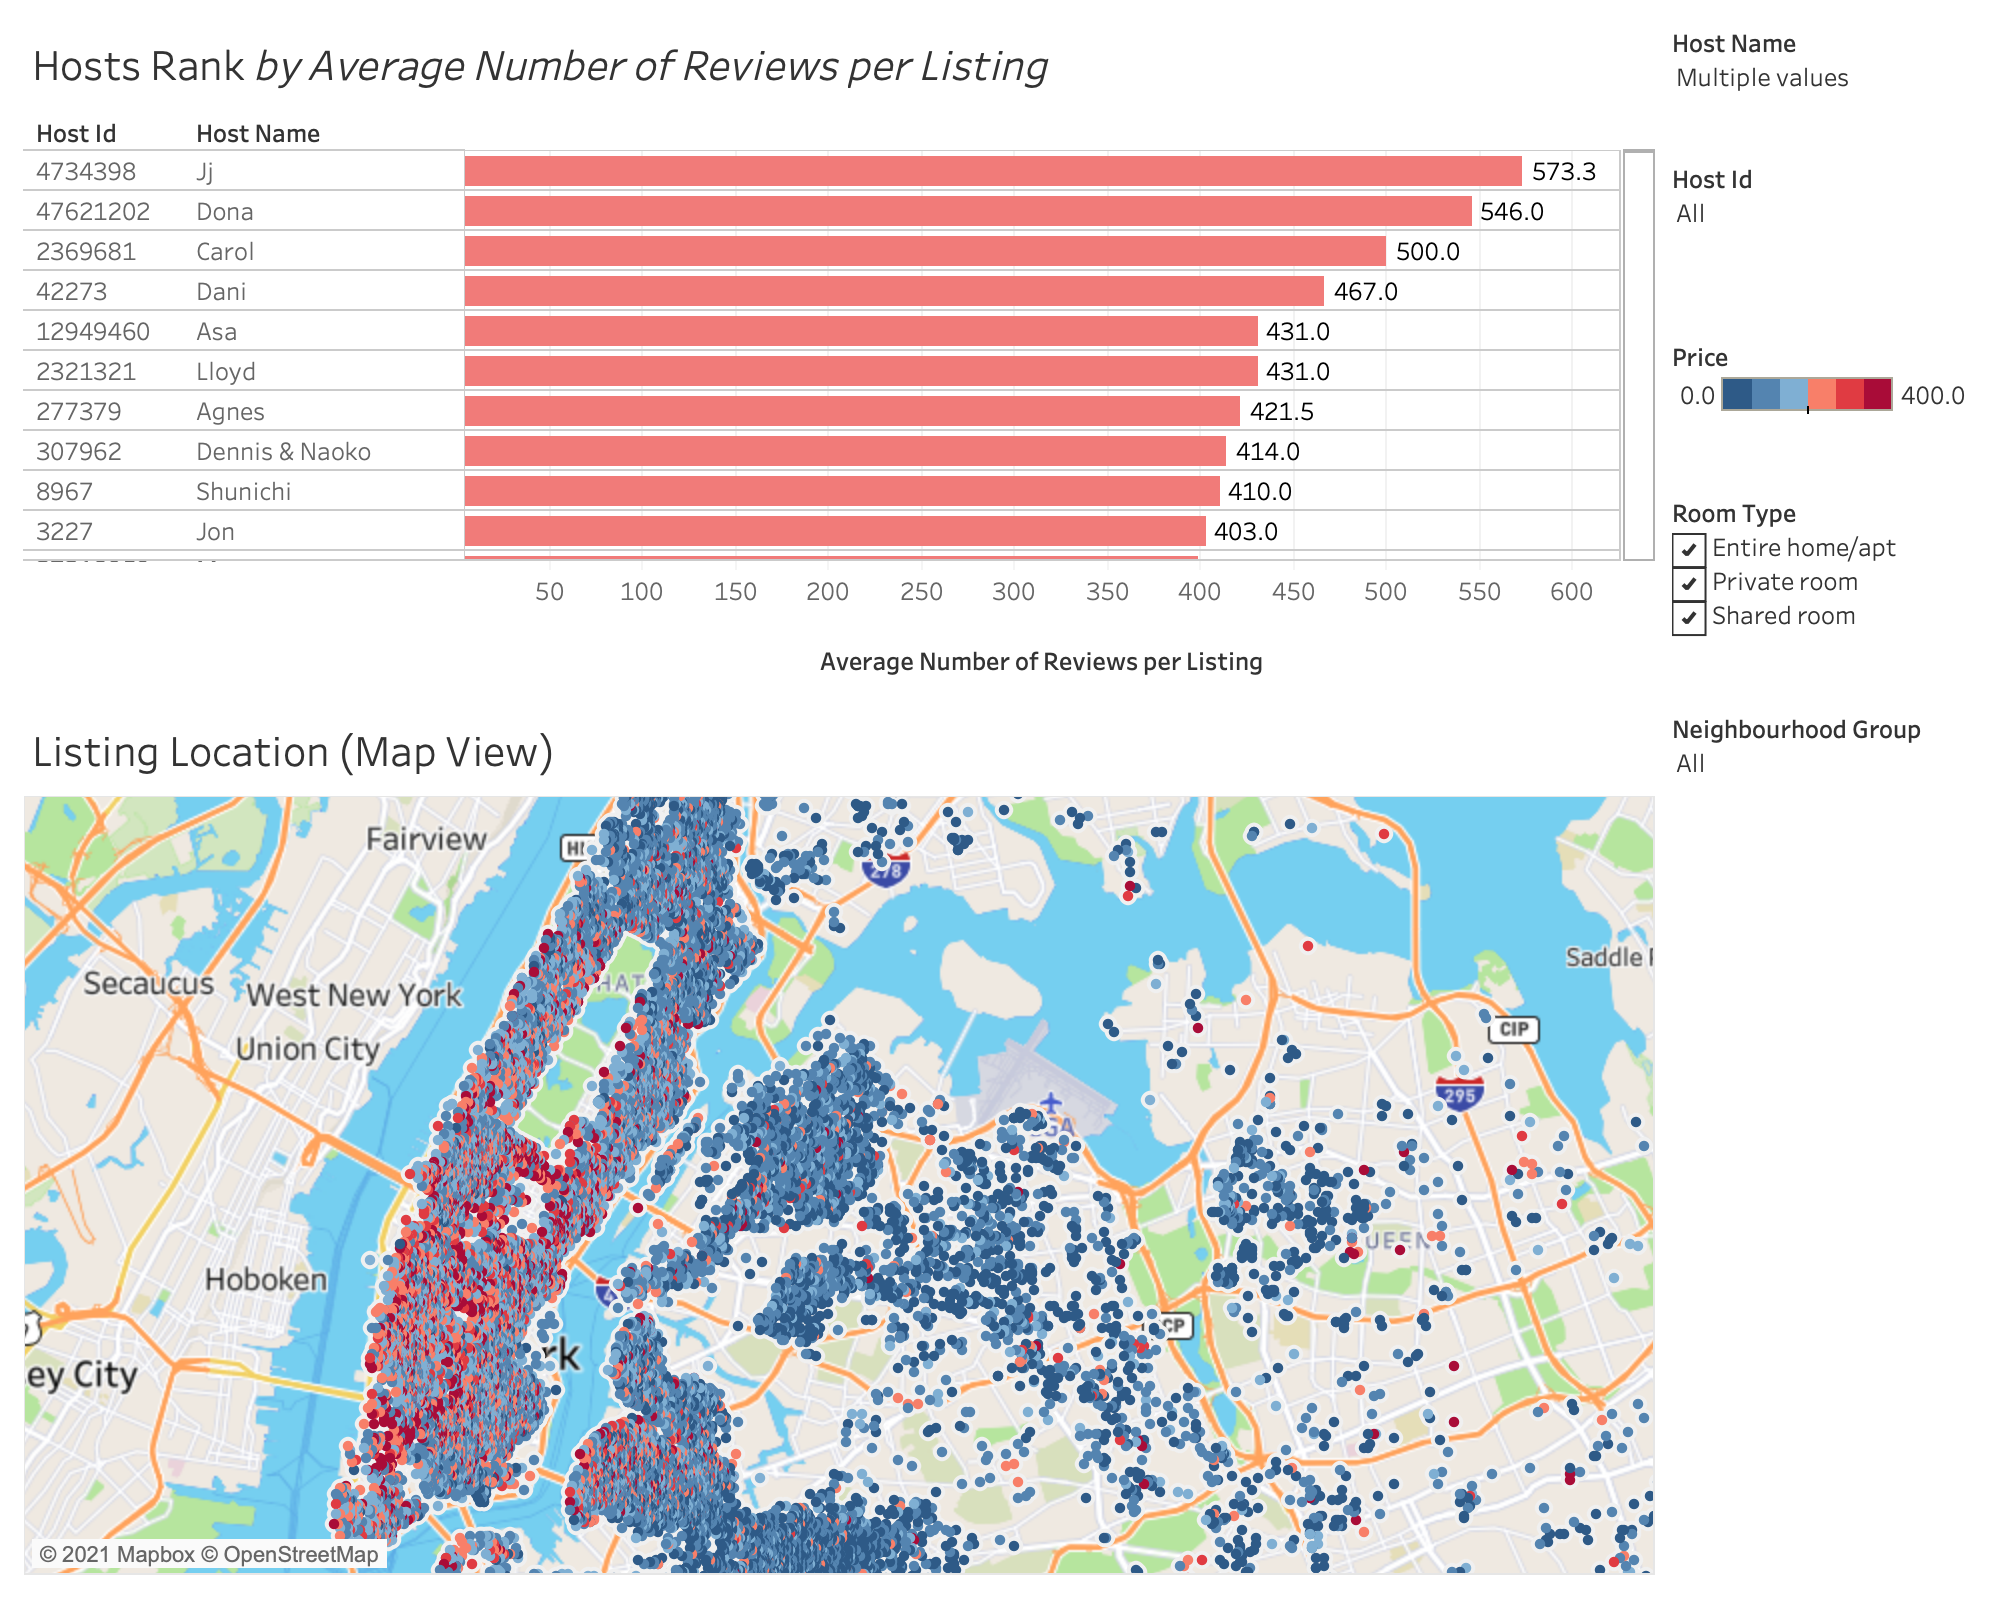 Hosts Rank by Average Number of Reviews per Listing
Host Id Host Name
4734398 Jj 573.3
47621202 Dona 546.0
2369681 Carol 500.0
42273 Dani 467.0
12949460 Asa 431.0
2321321 Lloyd 431.0
277379 Agnes 421.5
307962 Dennis & Naoko 414.0
8967 Shunichi 410.0
3227 Jon 403.0
50 100 150 200 250 300 350 400 450 500 550 600
Average Number of Reviews per Listing
Host Name
Multiple values
Host Id
All
Price
0.0 400.0
Room Type
Entire home/apt
Private room
Shared room
Neighbourhood Group
All
Listing Location (Map View)
Fairview
278
Secaucus
West New York
Union City
Saddle
CIP
295
Hoboken
ey City
rk
CP
© 2021 Mapbox © OpenStreetMap